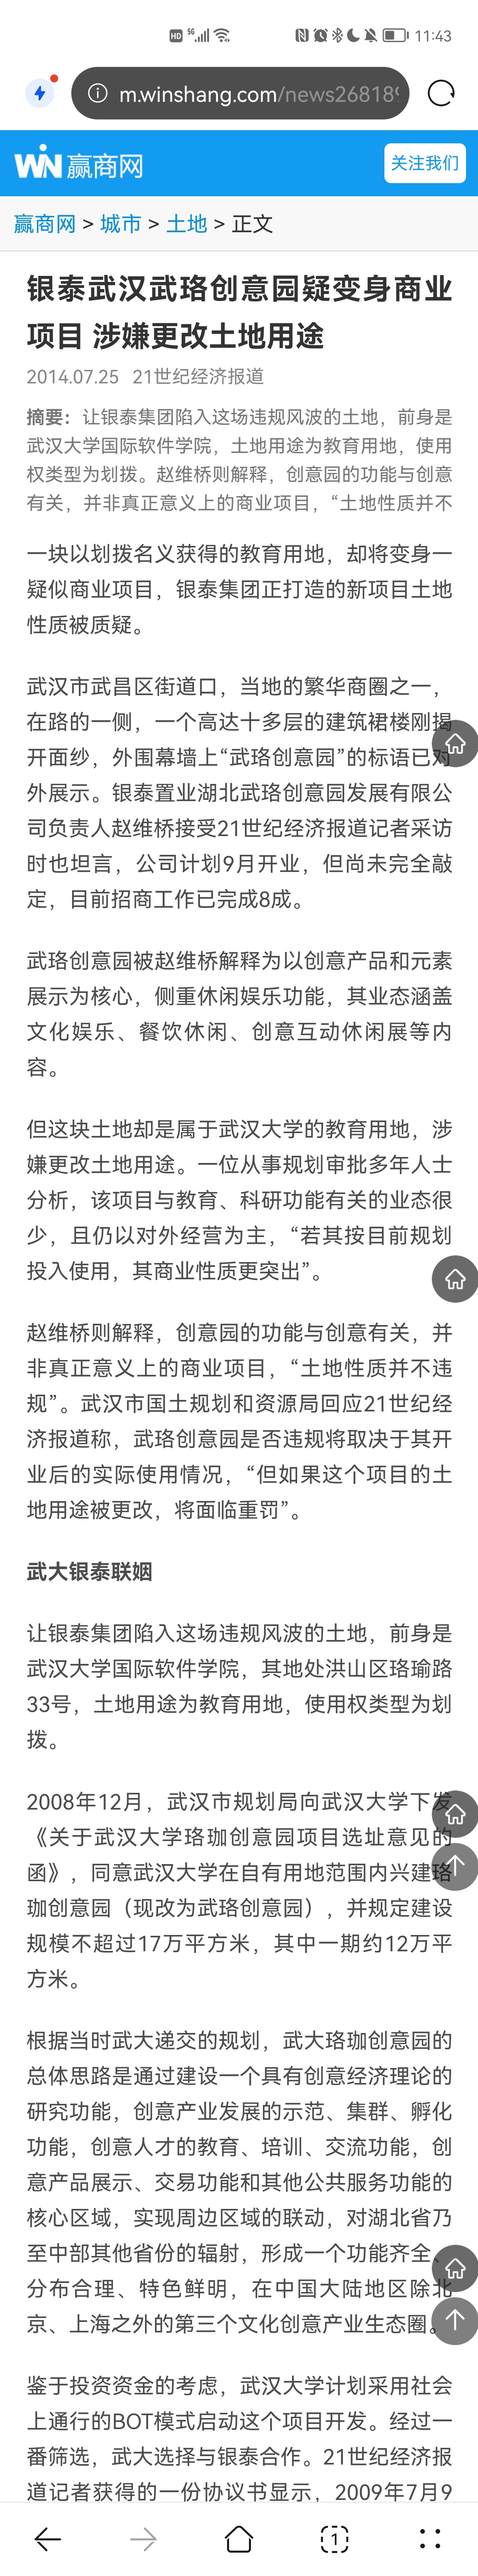 HD 5G 11:43
m.winshang.com/news268189
WIN赢商网 关注我们
赢商网 > 城市 > 土地 > 正文
银泰武汉武珞创意园疑变身商业
项目 涉嫌更改土地用途
2014.07.25 21世纪经济报道
摘要：让银泰集团陷入这场违规风波的土地，前身是
武汉大学国际软件学院，土地用途为教育用地，使用
权类型为划拨。赵维桥则解释，创意园的功能与创意
有关，并非真正意义上的商业项目，“土地性质并不
一块以划拨名义获得的教育用地，却将变身一
疑似商业项目，银泰集团正打造的新项目土地
性质被质疑。
武汉市武昌区街道口，当地的繁华商圈之一，
在路的一侧，一个高达十多层的建筑裙楼刚揭
开面纱，外围幕墙上“武珞创意园”的标语已对
外展示。银泰置业湖北武珞创意园发展有限公
司负责人赵维桥接受21世纪经济报道记者采访
时也坦言，公司计划9月开业，但尚未完全敲
定，目前招商工作已完成8成。
武珞创意园被赵维桥解释为以创意产品和元素
展示为核心，侧重休闲娱乐功能，其业态涵盖
文化娱乐、餐饮休闲、创意互动休闲展等内
容。
但这块土地却是属于武汉大学的教育用地，涉
嫌更改土地用途。一位从事规划审批多年人士
分析，该项目与教育、科研功能有关的业态很
少，且仍以对外经营为主，“若其按目前规划
投入使用，其商业性质更突出”。
赵维桥则解释，创意园的功能与创意有关，并
非真正意义上的商业项目，“土地性质并不违
规”。武汉市国土规划和资源局回应21世纪经
济报道称，武珞创意园是否违规将取决于其开
业后的实际使用情况，“但如果这个项目的土
地用途被更改，将面临重罚”。
武大银泰联姻
让银泰集团陷入这场违规风波的土地，前身是
武汉大学国际软件学院，其地处洪山区珞瑜路
33号，土地用途为教育用地，使用权类型为划
拨。
2008年12月，武汉市规划局向武汉大学下发
《关于武汉大学珞珈创意园项目选址意见的
函》，同意武汉大学在自有用地范围内兴建珞
珈创意园（现改为武珞创意园），并规定建设
规模不超过17万平方米，其中一期约12万平
方米。
根据当时武大递交的规划，武大珞珈创意园的
总体思路是通过建设一个具有创意经济理论的
研究功能，创意产业发展的示范、集群、孵化
功能，创意人才的教育、培训、交流功能，创
意产品展示、交易功能和其他公共服务功能的
核心区域，实现周边区域的联动，对湖北省乃
至中部其他省份的辐射，形成一个功能齐全、
分布合理、特色鲜明，在中国大陆地区除北
京、上海之外的第三个文化创意产业生态圈。
鉴于投资资金的考虑，武汉大学计划采用社会
上通行的BOT模式启动这个项目开发。经过一
番筛选，武大选择与银泰合作。21世纪经济报
道记者获得的一份协议书显示，2009年7月9
1